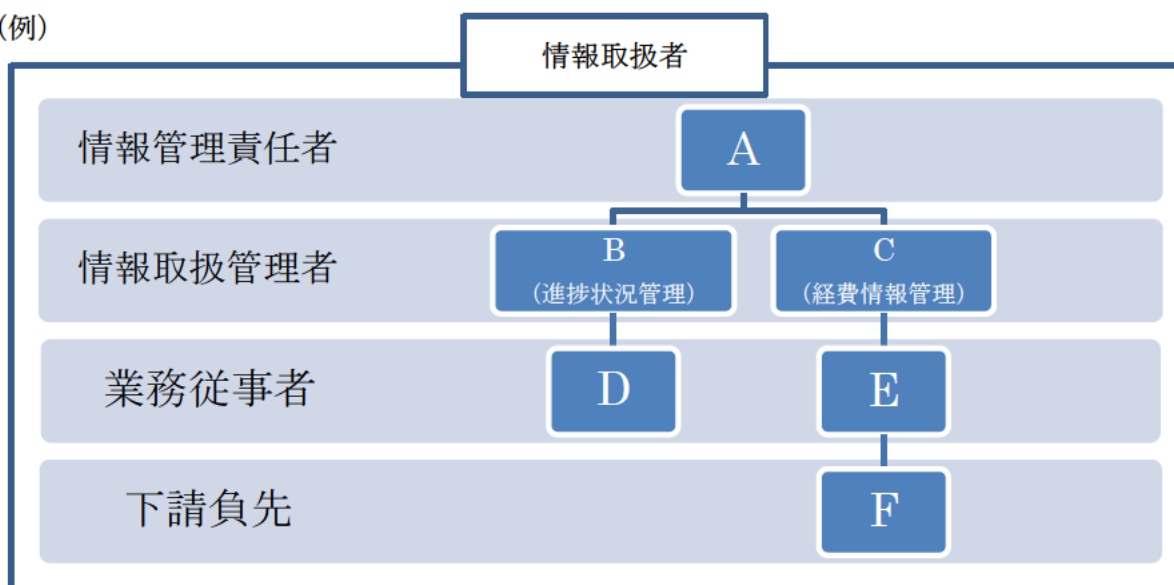 (例)
情報取扱者
情報管理責任者
A
情報取扱管理者
B
(進捗状況管理)
C
(経費情報管理)
業務従事者
D
E
下請負先
F